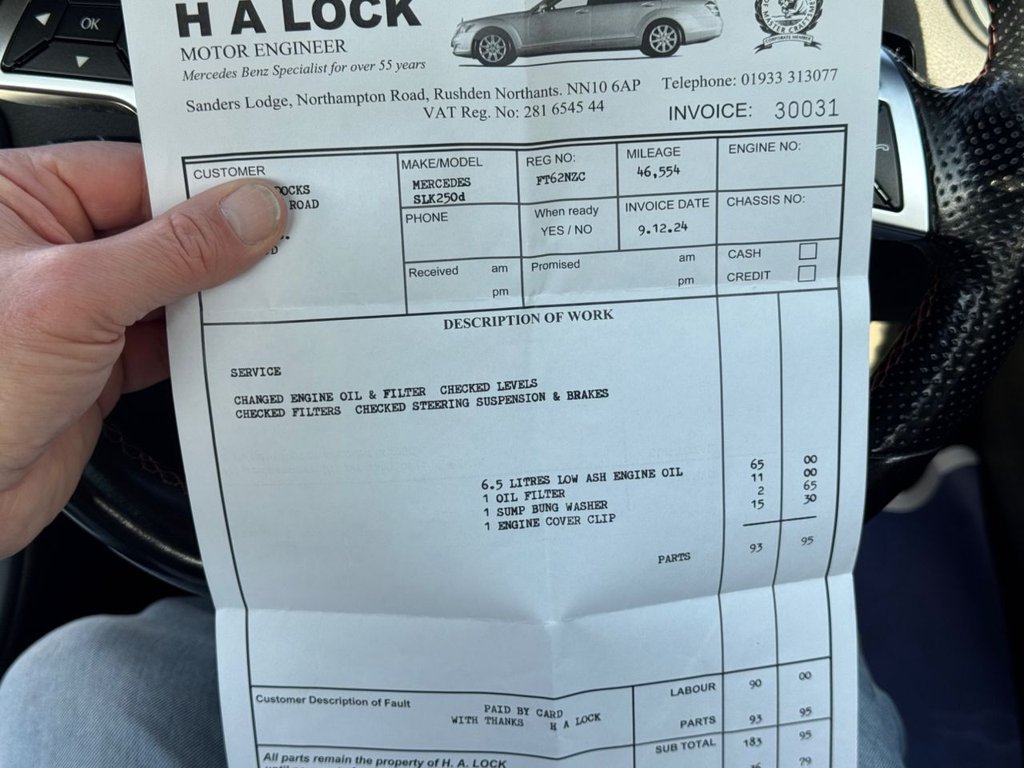 OK
H A LOCK
MOTOR ENGINEER
Mercedes Benz Specialist for over 55 years
Sanders Lodge, Northampton Road, Rushden Northants. NN10 6AP Telephone: 01933 313077
VAT Reg. No: 281 6545 44
INVOICE: 30031
CUSTOMER
ROAD
MAKE/MODEL
MERCEDES
SLK250d
REG NO:
FT62NZC
MILEAGE
46,554
ENGINE NO:
PHONE
When ready
YES / NO
INVOICE DATE
9.12.24
CHASSIS NO:
Received am
pm
Promised am
pm
CASH
CREDIT
DESCRIPTION OF WORK
SERVICE
CHANGED ENGINE OIL & FILTER CHECKED LEVELS
CHECKED FILTERS CHECKED STEERING SUSPENSION & BRAKES
6.5 LITRES LOW ASH ENGINE OIL 65 00
1 OIL FILTER 11 00
1 SUMP BUNG WASHER 2 65
1 ENGINE COVER CLIP 15 30
PARTS 93 95
Customer Description of Fault
PAID BY CARD
WITH THANKS H A LOCK
LABOUR 90 00
PARTS 93 95
SUB TOTAL 183 95
All parts remain the property of H. A. LOCK